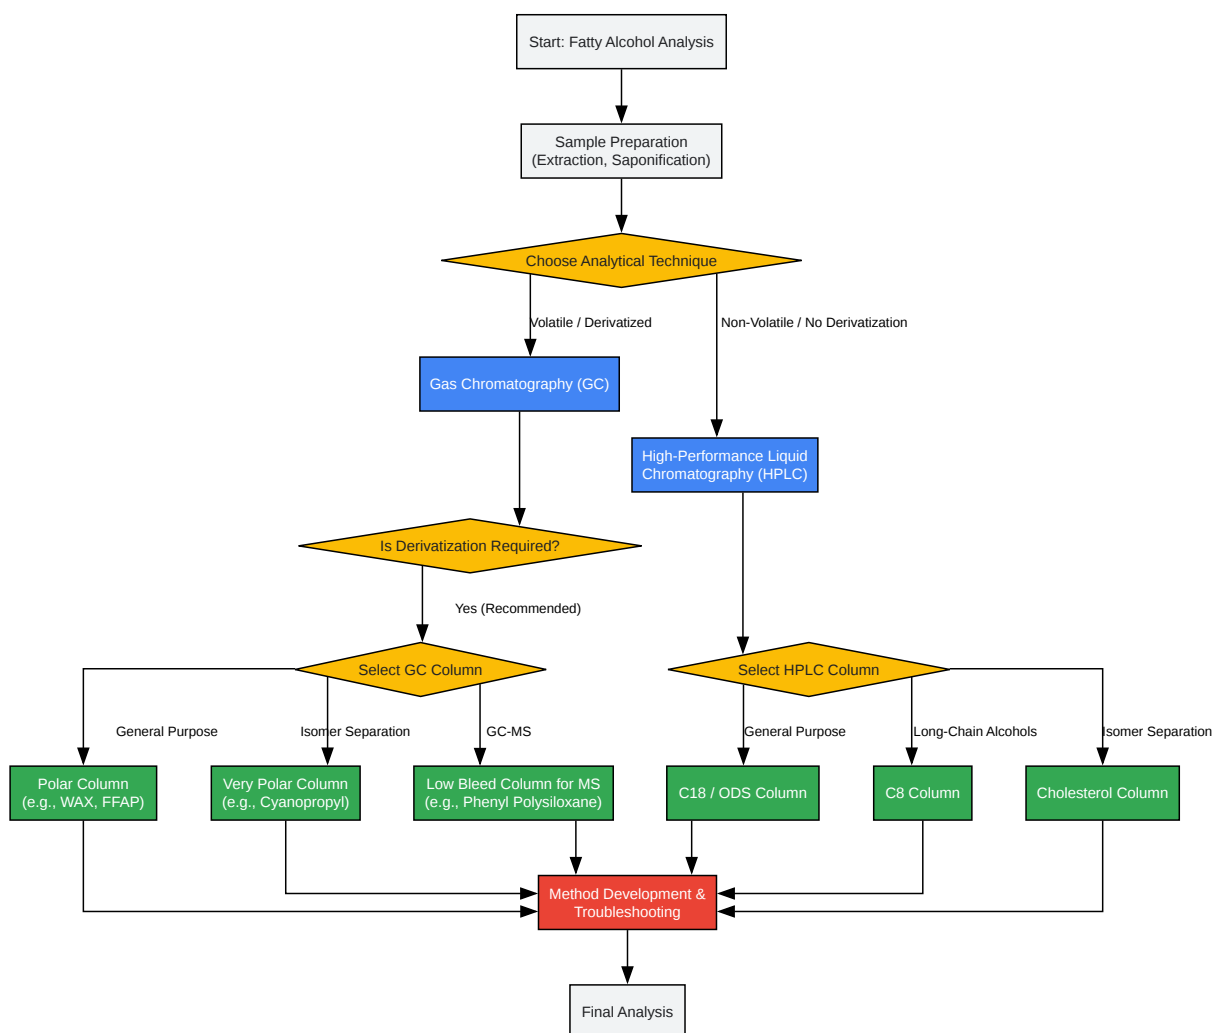 Start: Fatty Alcohol Analysis
Sample Preparation
(Extraction, Saponification)
Choose Analytical Technique
Volatile / Derivatized
Non-Volatile / No Derivatization
Gas Chromatography (GC)
High-Performance Liquid
Chromatography (HPLC)
Is Derivatization Required?
Yes (Recommended)
Select GC Column
Select HPLC Column
General Purpose
Isomer Separation
GC-MS
General Purpose
Long-Chain Alcohols
Isomer Separation
Polar Column
(e.g., WAX, FFAP)
Very Polar Column
(e.g., Cyanopropyl)
Low Bleed Column for MS
(e.g., Phenyl Polysiloxane)
C18 / ODS Column
C8 Column
Cholesterol Column
Method Development &
Troubleshooting
Final Analysis